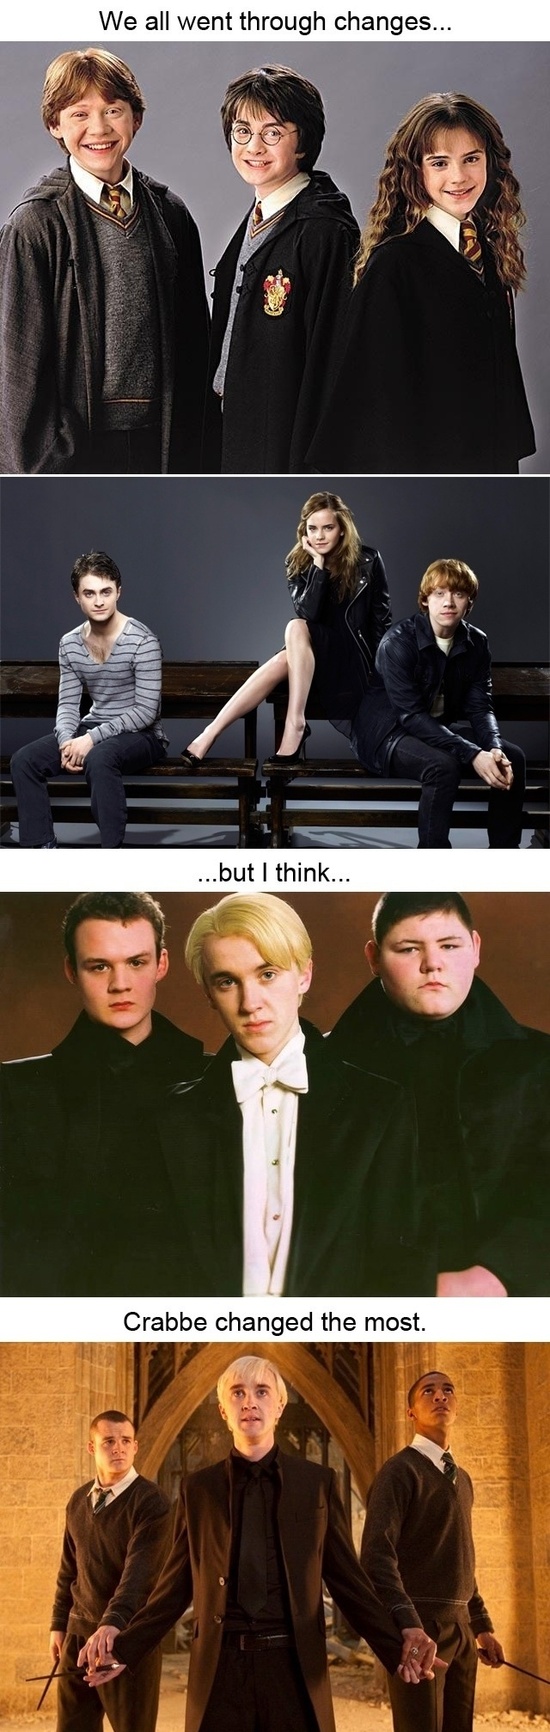 We all went through changes...
...but I think...
Crabbe changed the most.